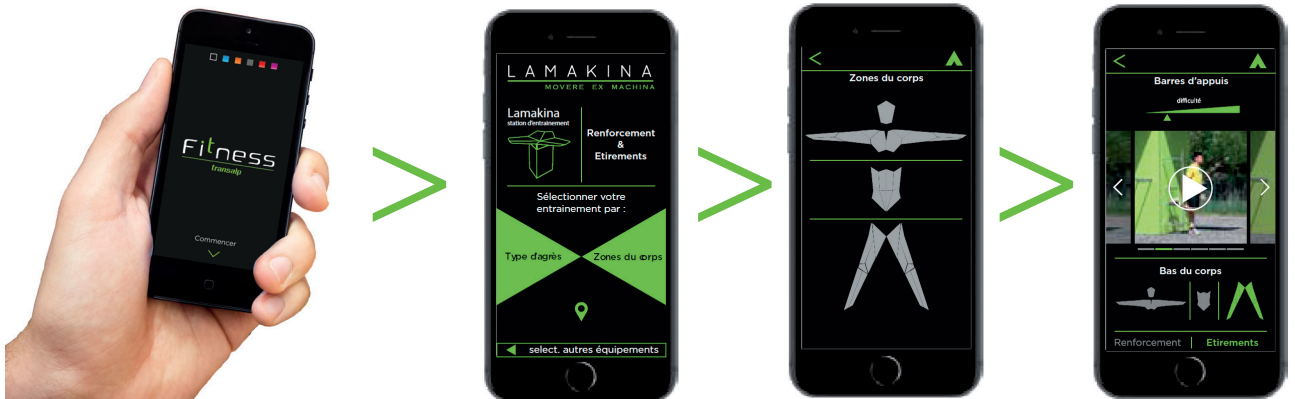 Fitness
transalp
Commencer
LAMAKINA
MOVERE EX MACHINA
Lamakina
station d'entrainement
Renforcement
&
Etirements
Sélectionner votre
entrainement par :
Type d'agrès
Zones du corps
select. autres équipements
Zones du corps
Barres d'appuis
difficulté
Bas du corps
Renforcement | Etirements